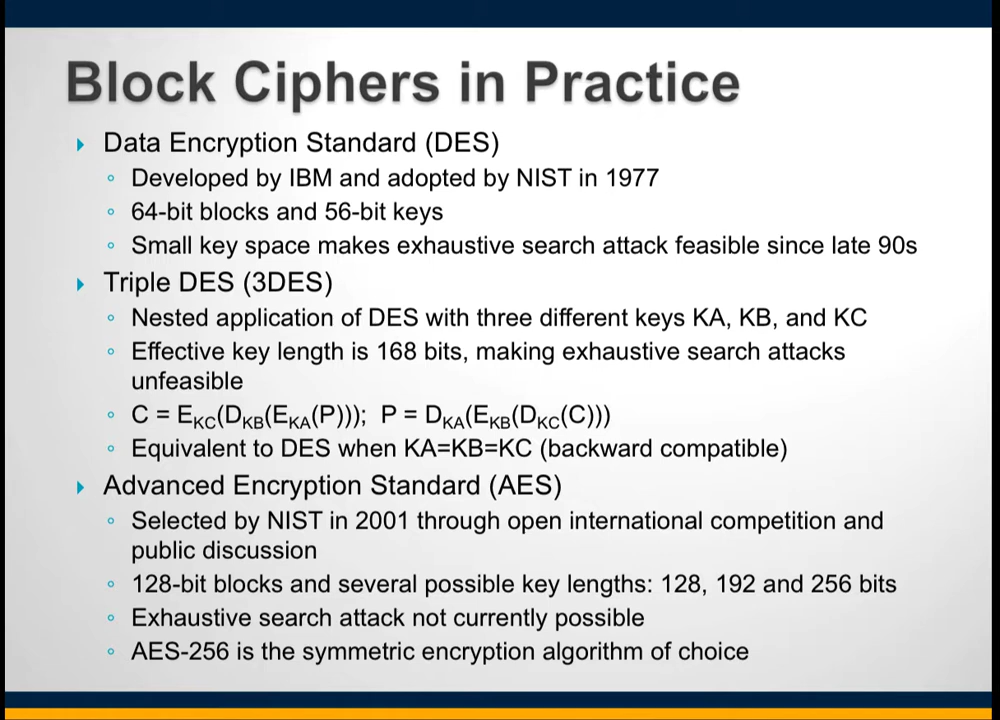 Block Ciphers in Practice
Data Encryption Standard (DES)
Developed by IBM and adopted by NIST in 1977
64-bit blocks and 56-bit keys
Small key space makes exhaustive search attack feasible since late 90s
Triple DES (3DES)
Nested application of DES with three different keys KA, KB, and KC
Effective key length is 168 bits, making exhaustive search attacks
unfeasible
C = EKC(DKB(EKA(P))); P = DKA(EKB(DKC(C)))
Equivalent to DES when KA=KB=KC (backward compatible)
Advanced Encryption Standard (AES)
Selected by NIST in 2001 through open international competition and
public discussion
128-bit blocks and several possible key lengths: 128, 192 and 256 bits
Exhaustive search attack not currently possible
AES-256 is the symmetric encryption algorithm of choice